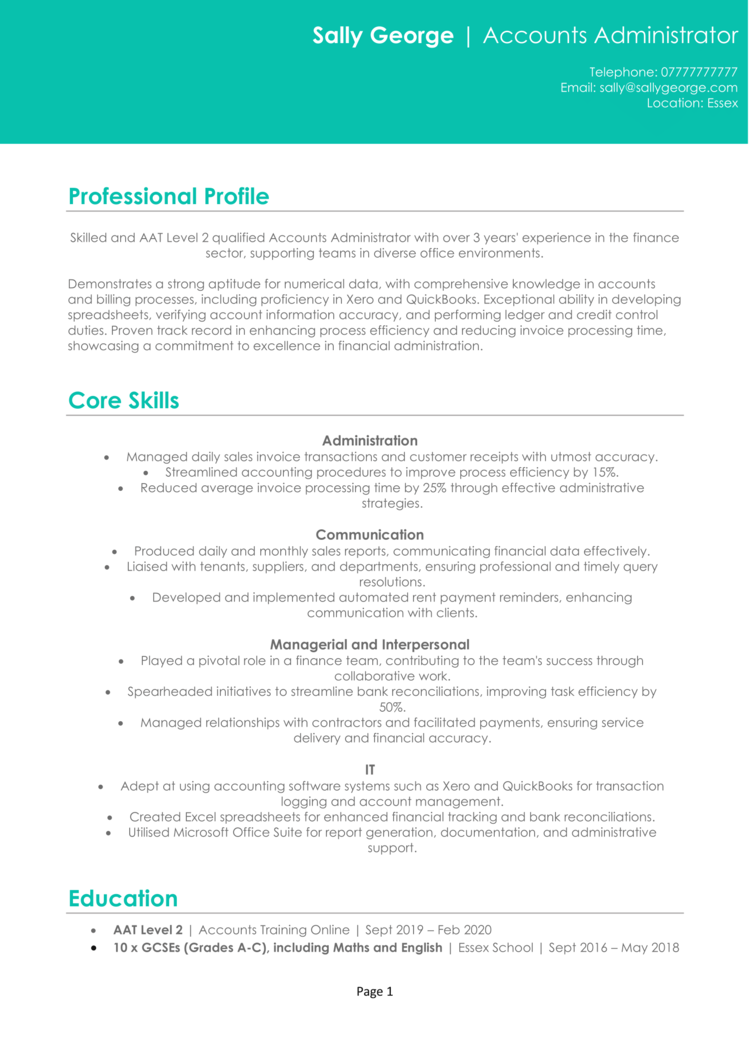 Sally George | Accounts Administrator
Telephone: 07777777777
Email: sally@sallygeorge.com
Location: Essex
Professional Profile
Skilled and AAT Level 2 qualified Accounts Administrator with over 3 years' experience in the finance
sector, supporting teams in diverse office environments.
Demonstrates a strong aptitude for numerical data, with comprehensive knowledge in accounts
and billing processes, including proficiency in Xero and QuickBooks. Exceptional ability in developing
spreadsheets, verifying account information accuracy, and performing ledger and credit control
duties. Proven track record in enhancing process efficiency and reducing invoice processing time,
showcasing a commitment to excellence in financial administration.
Core Skills
Administration
• Managed daily sales invoice transactions and customer receipts with utmost accuracy.
• Streamlined accounting procedures to improve process efficiency by 15%.
• Reduced average invoice processing time by 25% through effective administrative
strategies.
Communication
• Produced daily and monthly sales reports, communicating financial data effectively.
• Liaised with tenants, suppliers, and departments, ensuring professional and timely query
resolutions.
• Developed and implemented automated rent payment reminders, enhancing
communication with clients.
Managerial and Interpersonal
• Played a pivotal role in a finance team, contributing to the team's success through
collaborative work.
• Spearheaded initiatives to streamline bank reconciliations, improving task efficiency by
50%.
• Managed relationships with contractors and facilitated payments, ensuring service
delivery and financial accuracy.
IT
• Adept at using accounting software systems such as Xero and QuickBooks for transaction
logging and account management.
• Created Excel spreadsheets for enhanced financial tracking and bank reconciliations.
• Utilised Microsoft Office Suite for report generation, documentation, and administrative
support.
Education
• AAT Level 2 | Accounts Training Online | Sept 2019 – Feb 2020
• 10 x GCSEs (Grades A-C), including Maths and English | Essex School | Sept 2016 – May 2018
Page 1